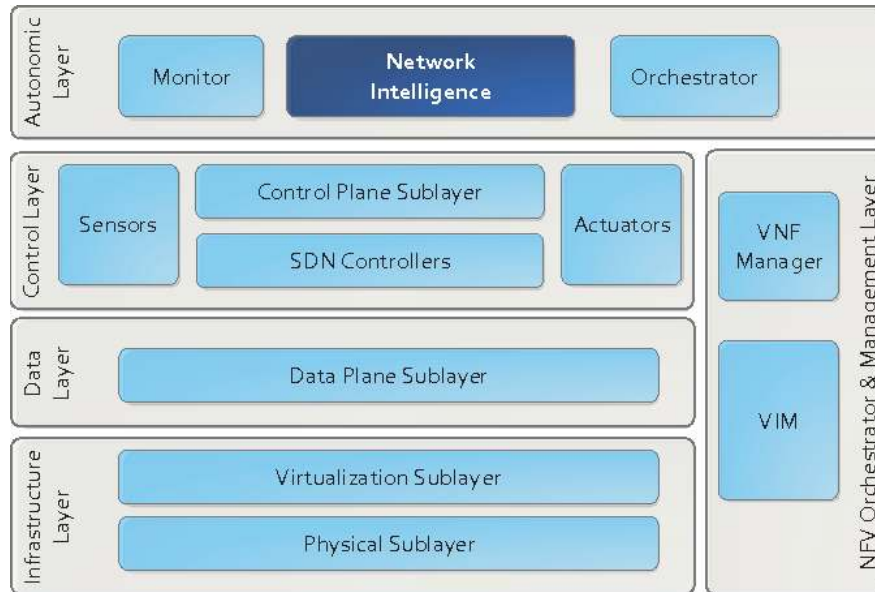 Autonomic
Layer
Monitor
Network
Intelligence
Orchestrator
Control Layer
Sensors
Control Plane Sublayer
SDN Controllers
Actuators
Data
Layer
Data Plane Sublayer
Infrastructure
Layer
Virtualization Sublayer
Physical Sublayer
VNF
Manager
VIM
NFV Orchestrator & Management Layer